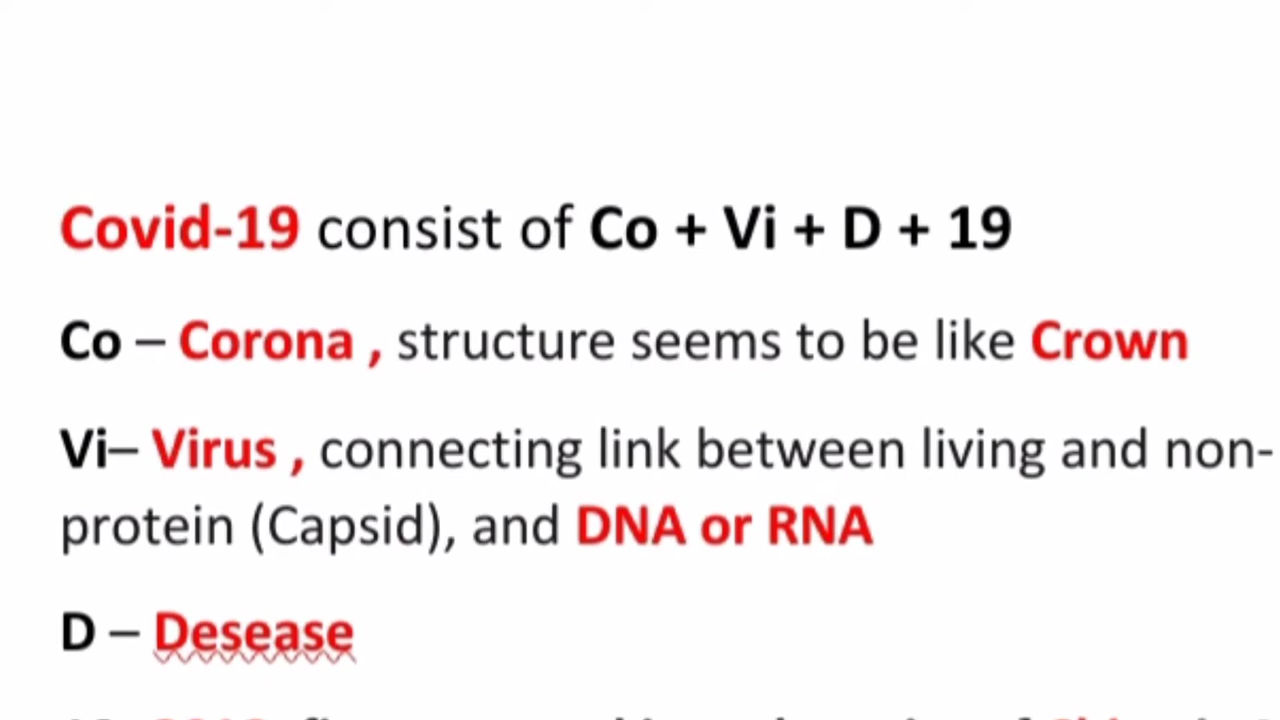 Covid-19 consist of Co + Vi + D + 19
Co – Corona , structure seems to be like Crown
Vi– Virus , connecting link between living and non-
protein (Capsid), and DNA or RNA
D – Desease